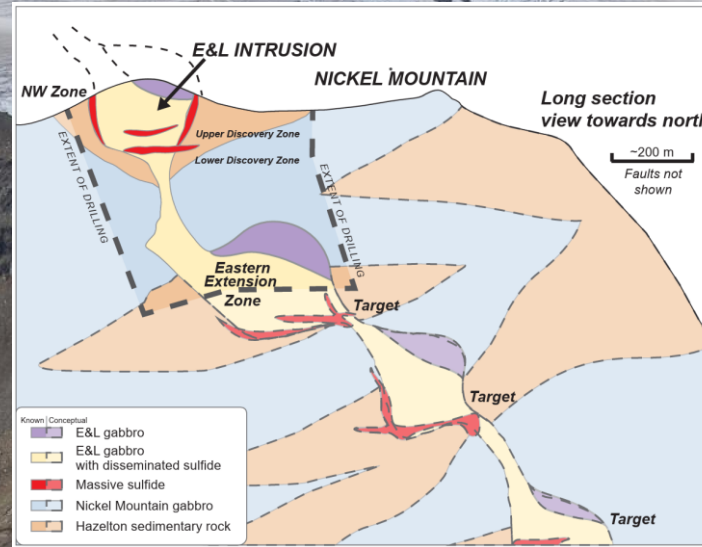 E&L INTRUSION
NW Zone
NICKEL MOUNTAIN
Long section
view towards north
~200 m
Faults not
shown
Upper Discovery Zone
Lower Discovery Zone
EXTENT OF DRILLING
EXTENT OF DRILLING
Eastern
Extension
Zone
Target
Target
Target
Known Conceptual
E&L gabbro
E&L gabbro
with disseminated sulfide
Massive sulfide
Nickel Mountain gabbro
Hazelton sedimentary rock